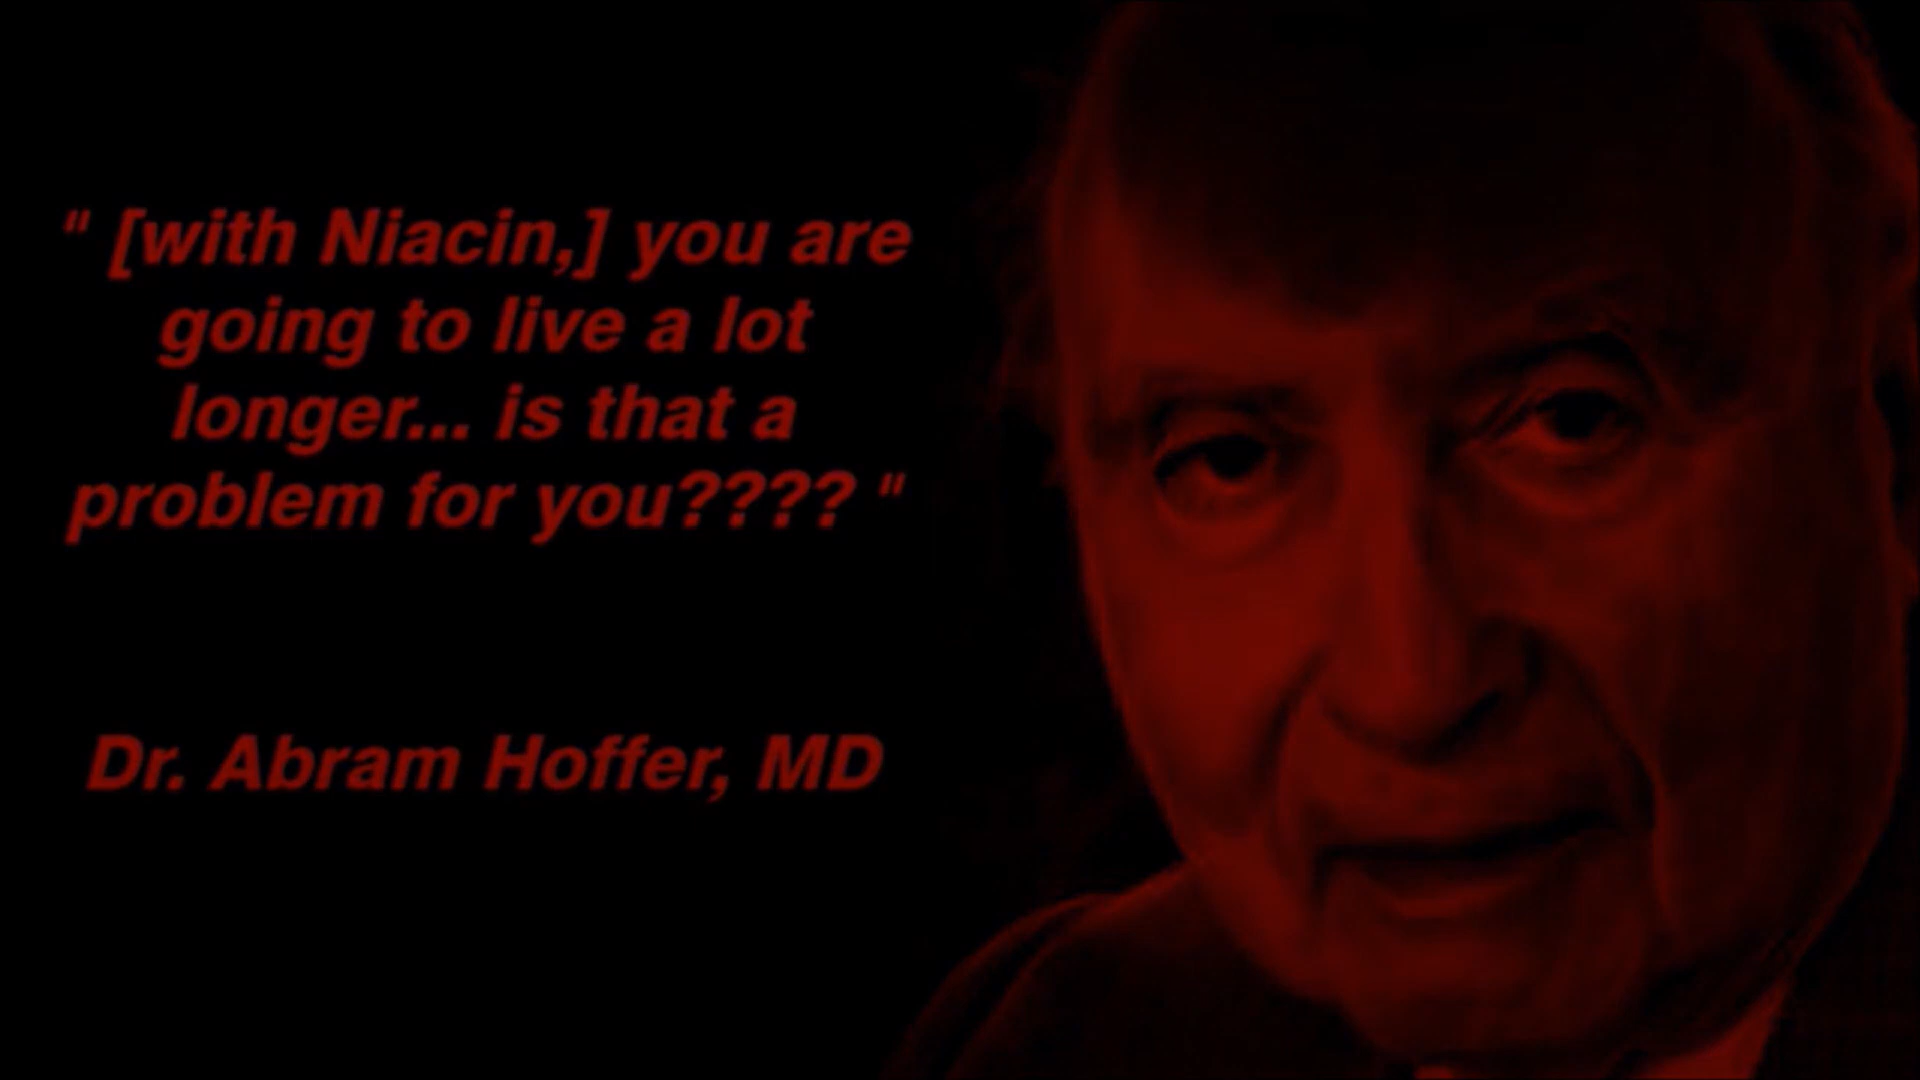 " [with Niacin,] you are
going to live a lot
longer... is that a
problem for you???? "
Dr. Abram Hoffer, MD